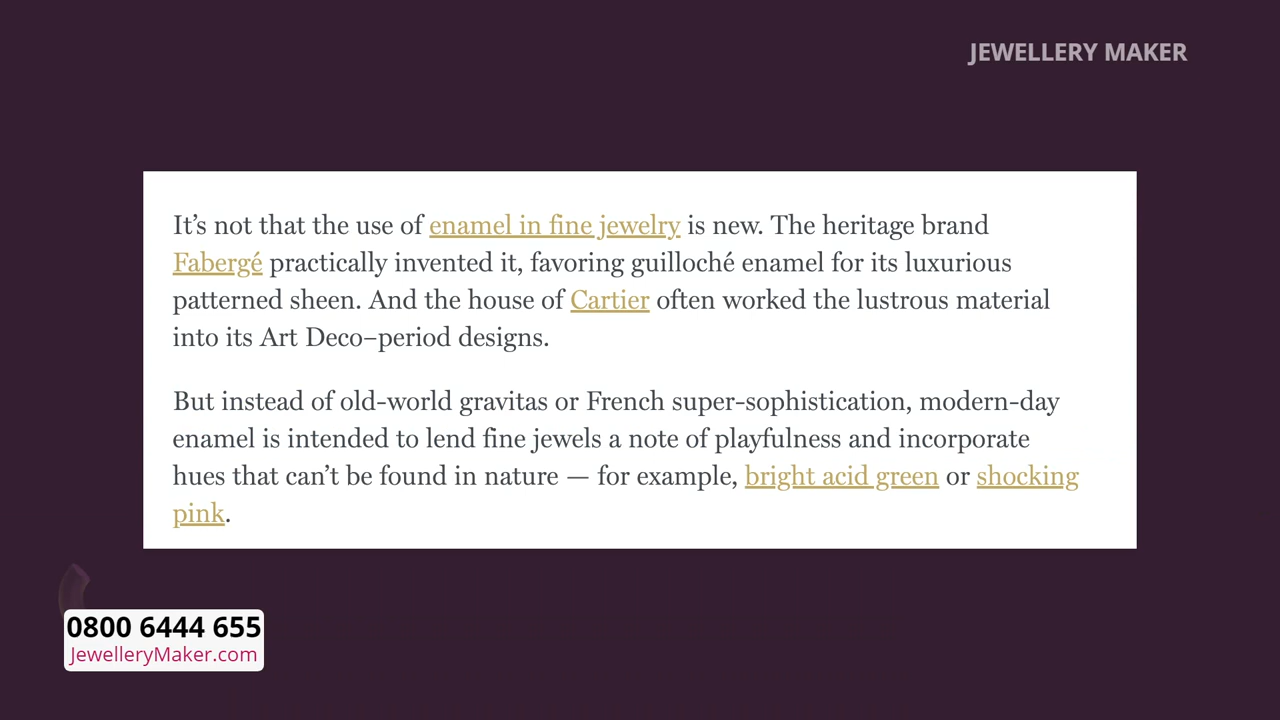 JEWELLERY MAKER
It’s not that the use of enamel in fine jewelry is new. The heritage brand
Fabergé practically invented it, favoring guilloché enamel for its luxurious
patterned sheen. And the house of Cartier often worked the lustrous material
into its Art Deco–period designs.
But instead of old-world gravitas or French super-sophistication, modern-day
enamel is intended to lend fine jewels a note of playfulness and incorporate
hues that can’t be found in nature — for example, bright acid green or shocking
pink.
0800 6444 655
JewelleryMaker.com